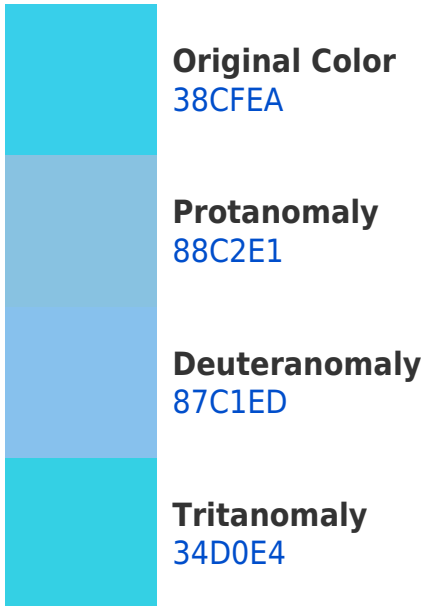 Original Color
38CFEA
Protanomaly
88C2E1
Deuteranomaly
87C1ED
Tritanomaly
34D0E4